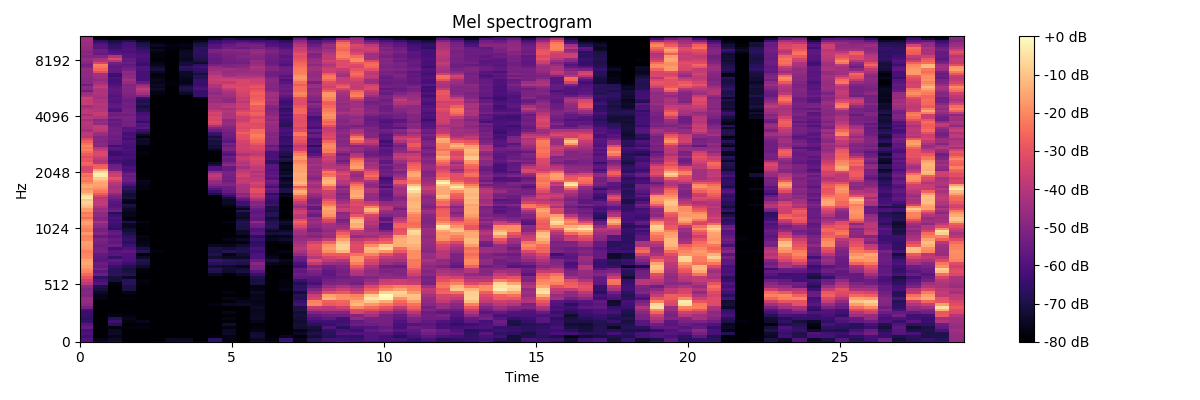 Mel spectrogram
8192
4096
2048
1024
512
0
Hz
0 5 10 15 20 25
Time
+0 dB
-10 dB
-20 dB
-30 dB
-40 dB
-50 dB
-60 dB
-70 dB
-80 dB